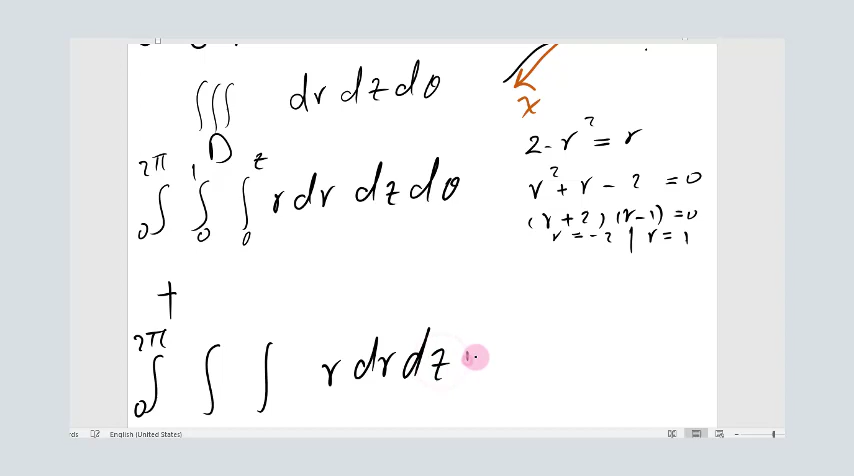 ∭ dr dz dθ
D
x
2 - r² = r
∫₀^2π ∫₀^1 ∫₀^z r dr dz dθ
r² + r - 2 = 0
(r + 2) (r - 1) = 0
r = -2 | r = 1
+
∫₀^2π ∫ ∫ r dr dz
English (United States)